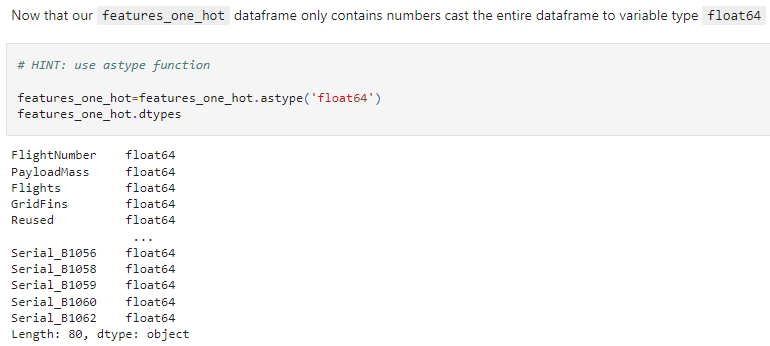 Now that our features_one_hot dataframe only contains numbers cast the entire dataframe to variable type float64
# HINT: use astype function
features_one_hot=features_one_hot.astype('float64')
features_one_hot.dtypes
FlightNumber    float64
PayloadMass     float64
Flights         float64
GridFins        float64
Reused          float64
...
Serial_B1056    float64
Serial_B1058    float64
Serial_B1059    float64
Serial_B1060    float64
Serial_B1062    float64
Length: 80, dtype: object